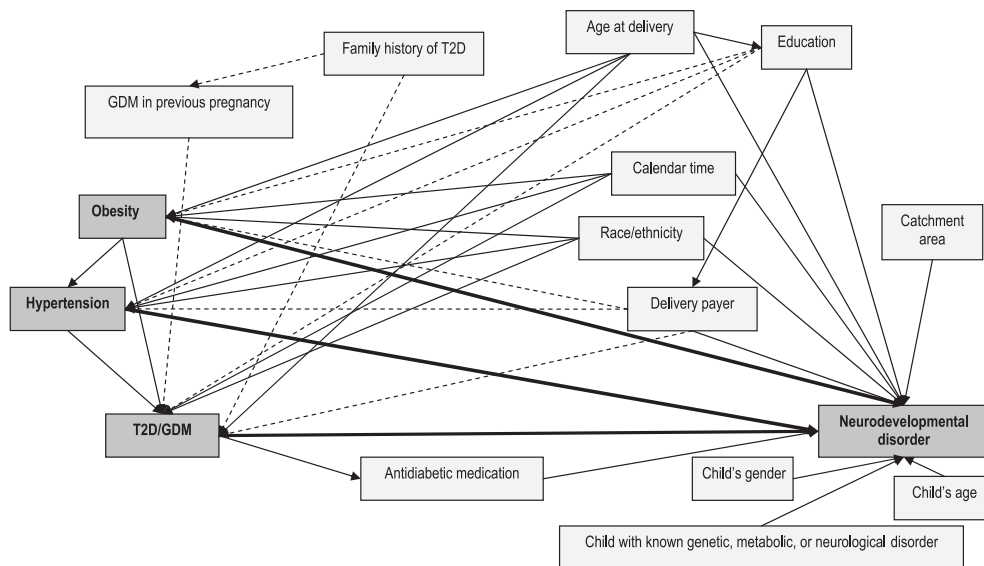 Age at delivery
Family history of T2D
Education
GDM in previous pregnancy
Calendar time
Obesity
Race/ethnicity
Catchment
area
Hypertension
Delivery payer
T2D/GDM
Neurodevelopmental
disorder
Antidiabetic medication
Child's gender
Child's age
Child with known genetic, metabolic, or neurological disorder